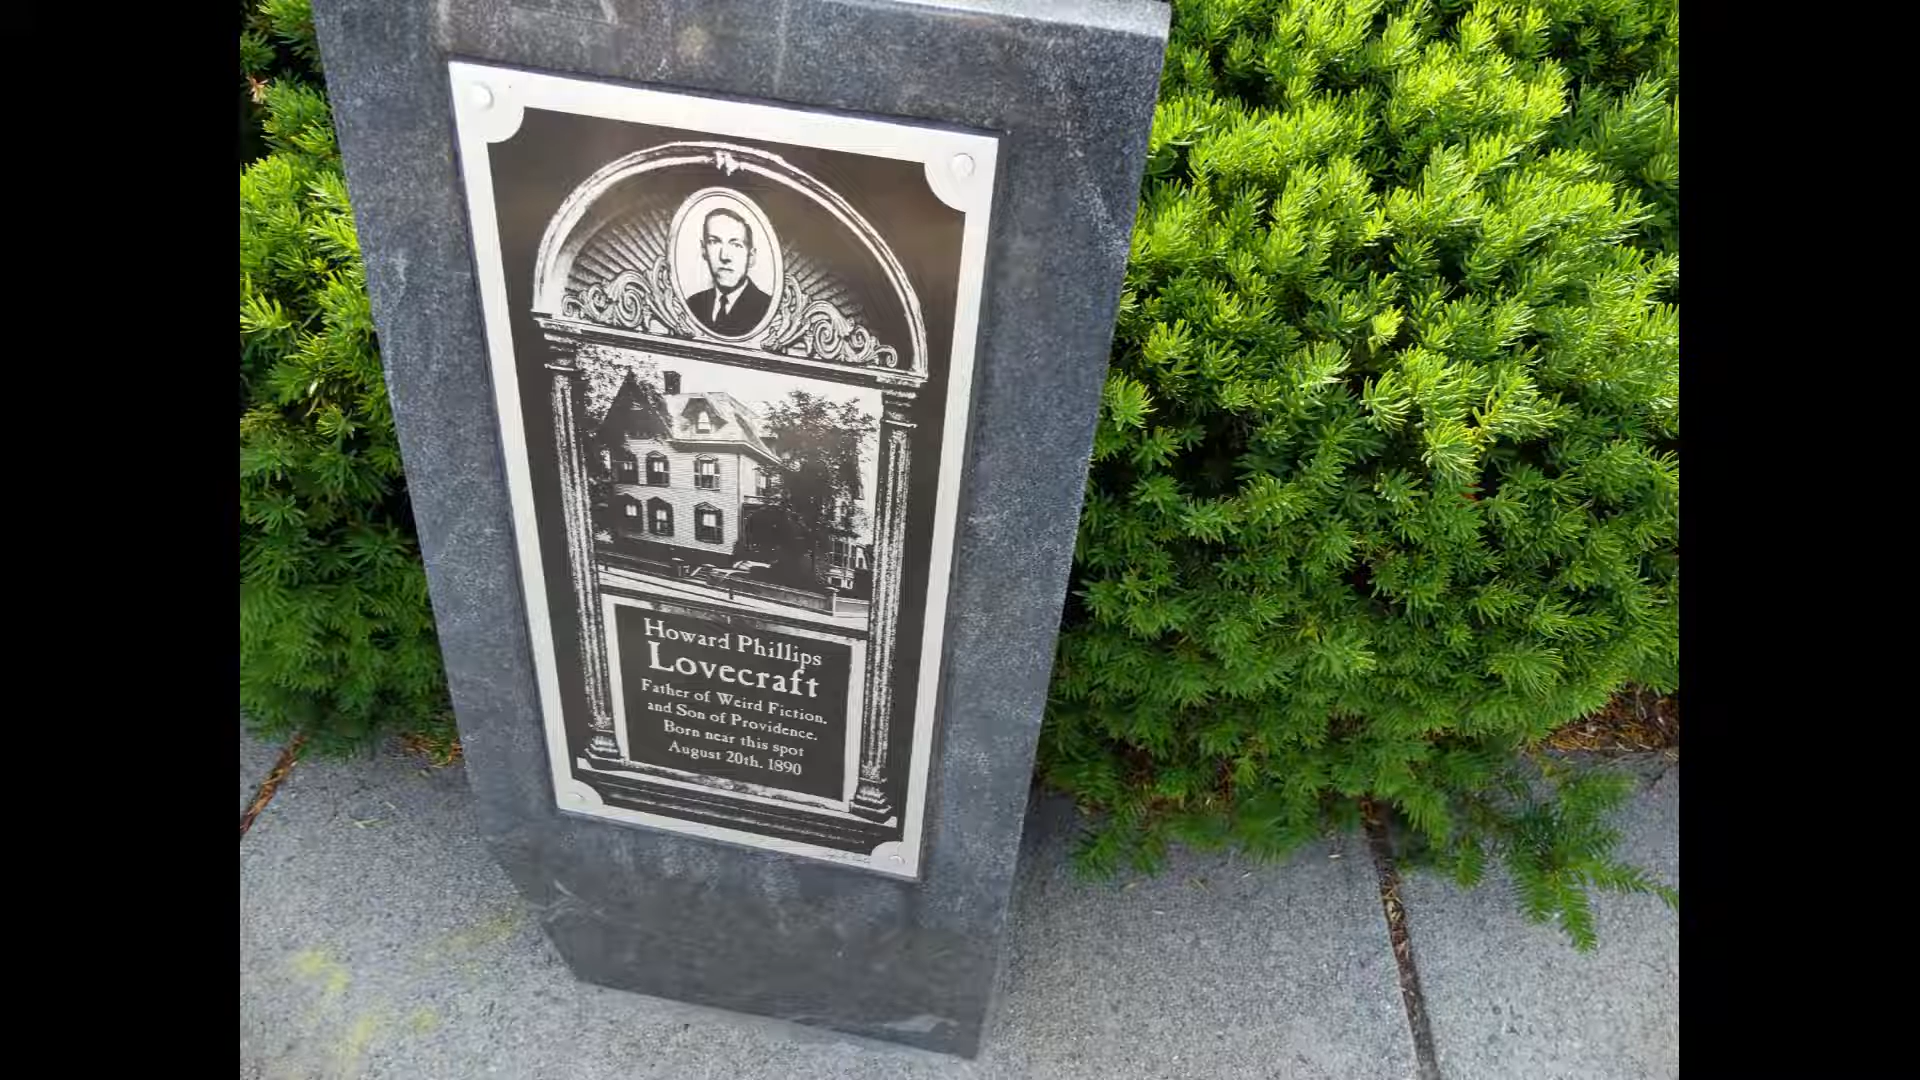 Howard Phillips
Lovecraft
Father of Weird Fiction,
and Son of Providence.
Born near this spot
August 20th, 1890